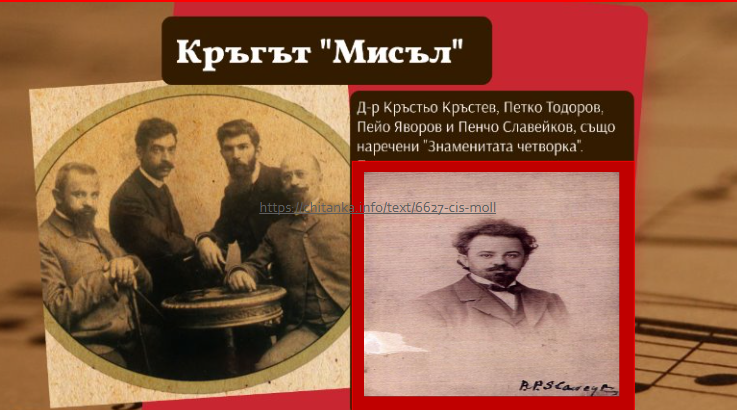 Кръгът "Мисъл"
Д-р Кръстьо Кръстев, Петко Тодоров,
Пейо Яворов и Пенчо Славейков, също
наречени "Знаменитата четворка".
https://chitanka.info/text/6627-cis-moll